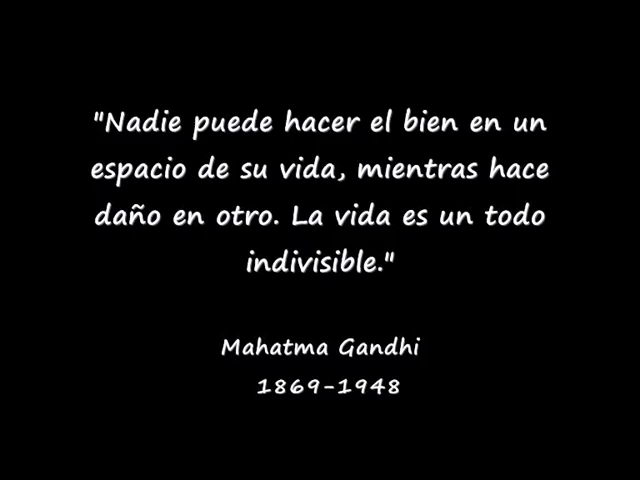 "Nadie puede hacer el bien en un
espacio de su vida, mientras hace
daño en otro. La vida es un todo
indivisible."
Mahatma Gandhi
1869-1948